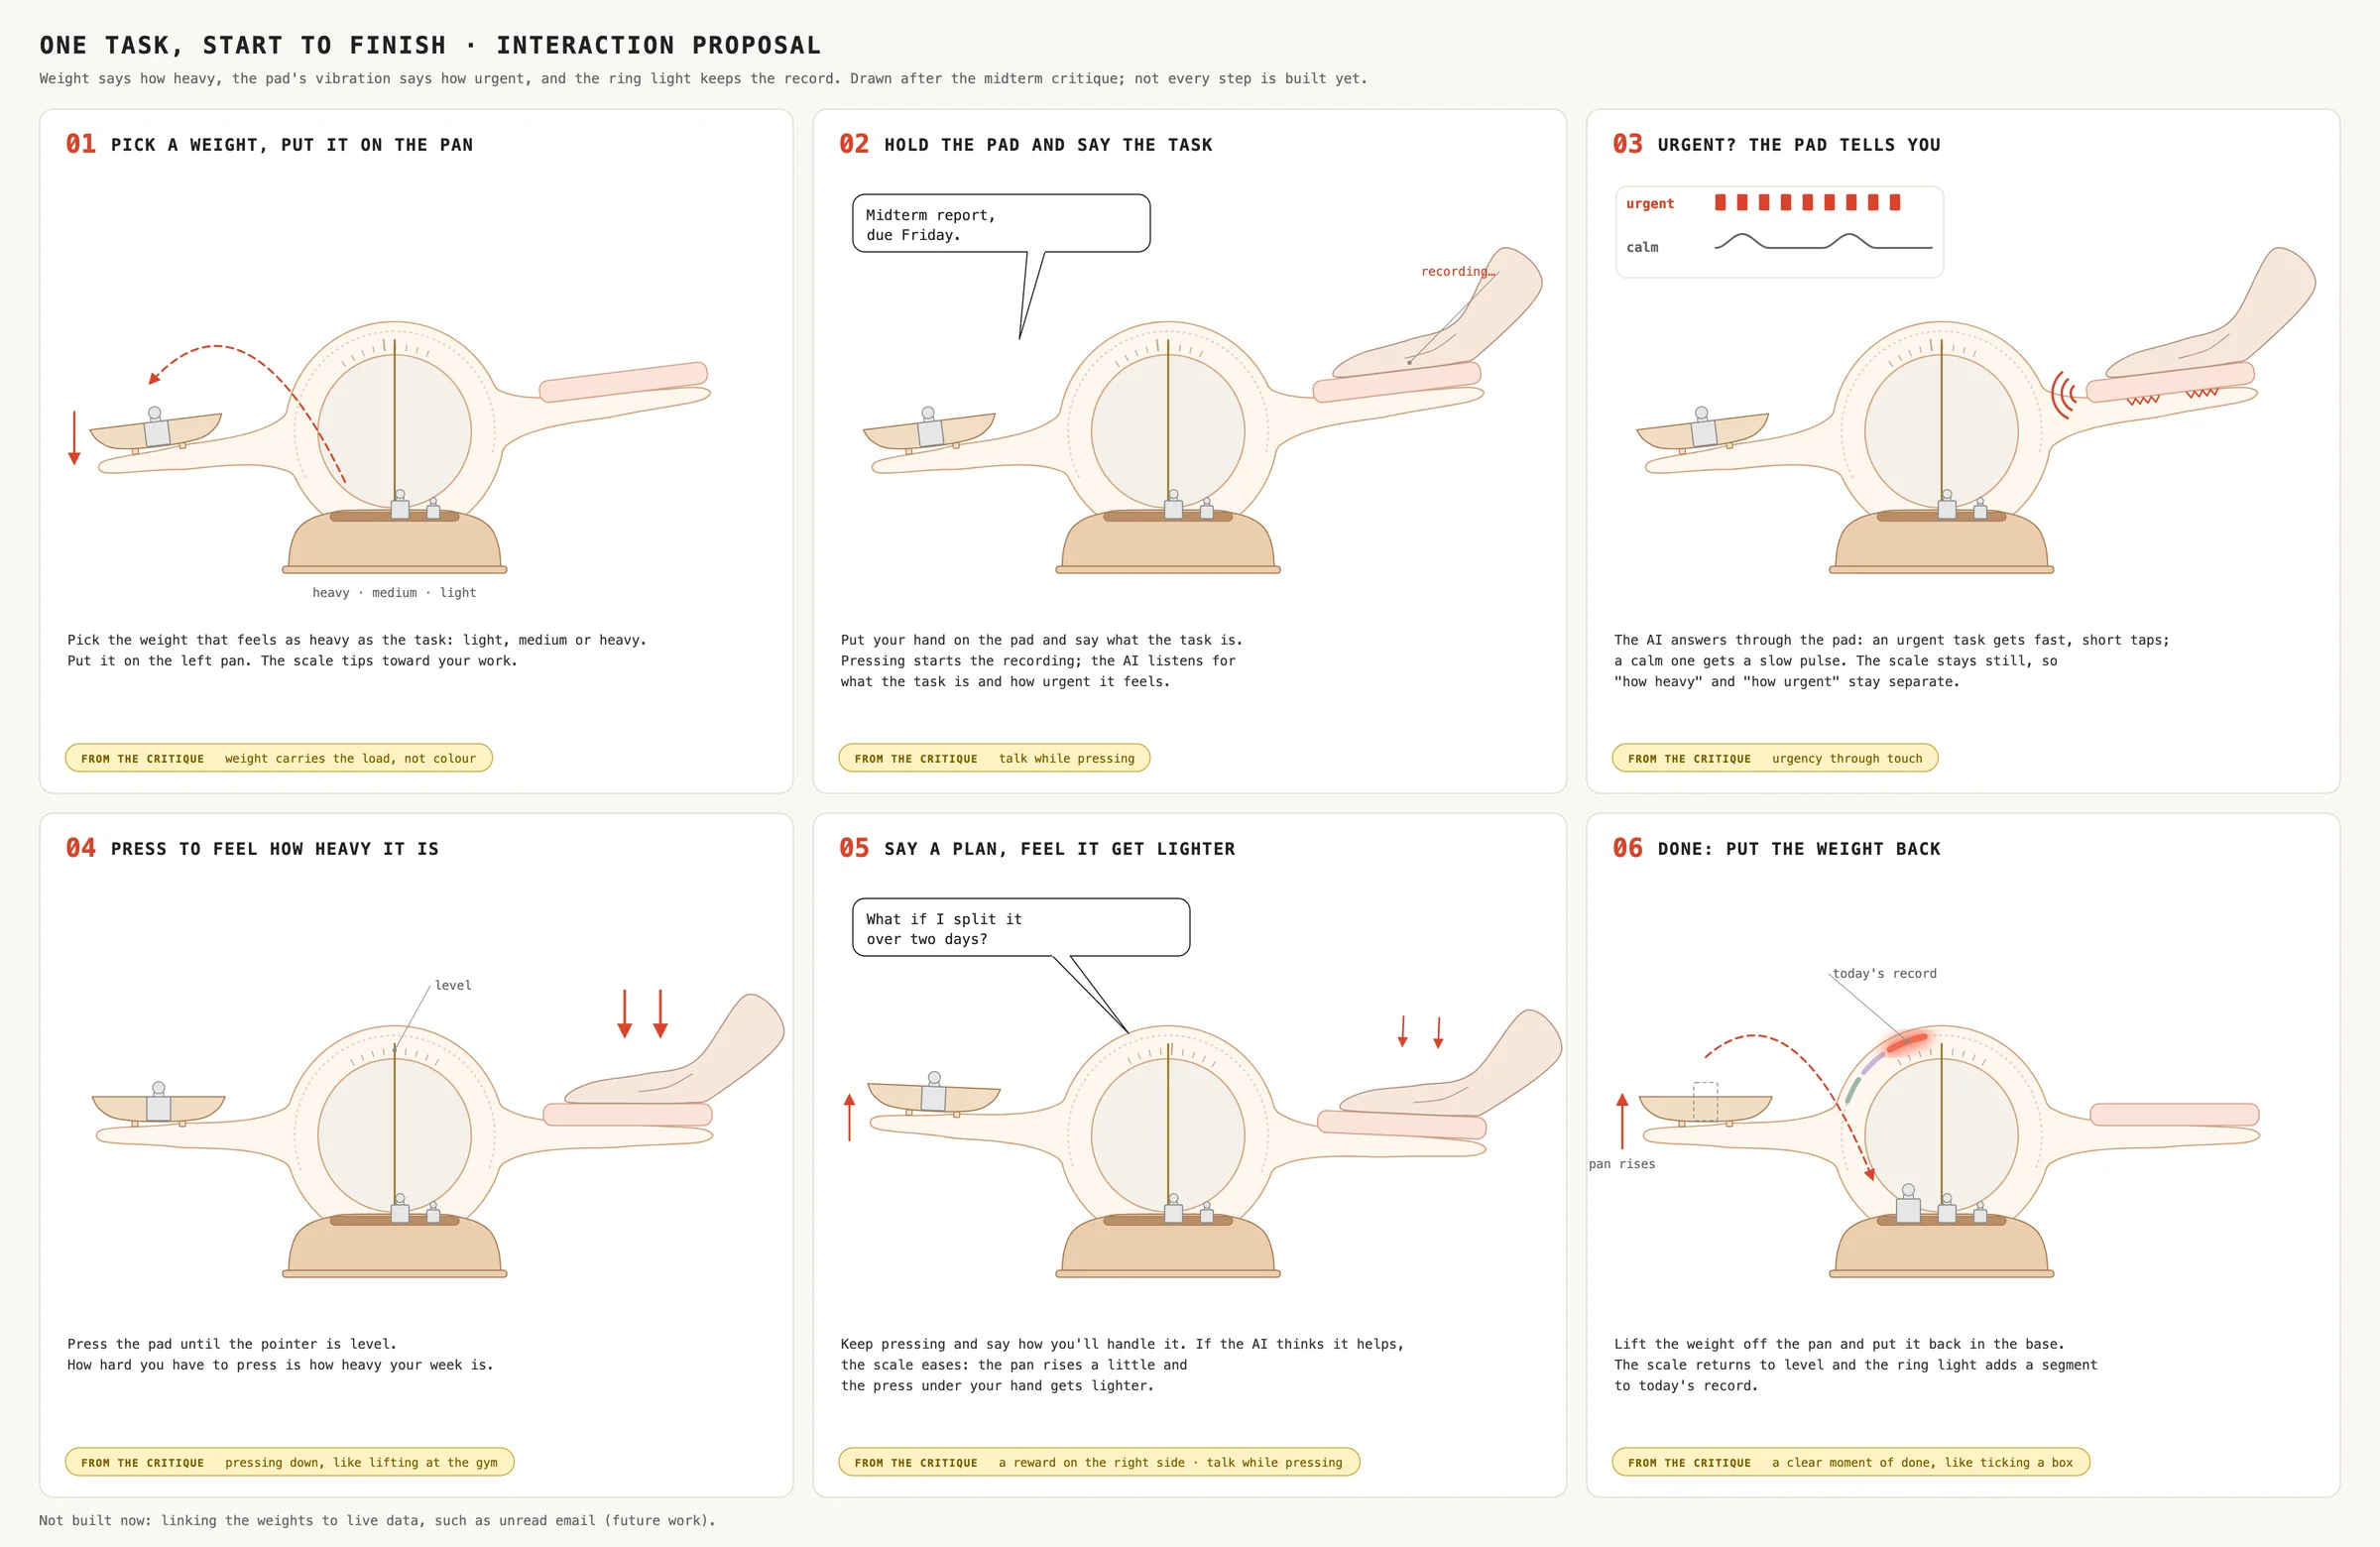 ONE TASK, START TO FINISH · INTERACTION PROPOSAL
Weight says how heavy, the pad's vibration says how urgent, and the ring light keeps the record. Drawn after the midterm critique; not every step is built yet.
01 PICK A WEIGHT, PUT IT ON THE PAN
heavy · medium · light
Pick the weight that feels as heavy as the task: light, medium or heavy.
Put it on the left pan. The scale tips toward your work.
FROM THE CRITIQUE weight carries the load, not colour
02 HOLD THE PAD AND SAY THE TASK
Midterm report,
due Friday.
recording…
Put your hand on the pad and say what the task is.
Pressing starts the recording; the AI listens for
what the task is and how urgent it feels.
FROM THE CRITIQUE talk while pressing
03 URGENT? THE PAD TELLS YOU
urgent
calm
The AI answers through the pad: an urgent task gets fast, short taps;
a calm one gets a slow pulse. The scale stays still, so
"how heavy" and "how urgent" stay separate.
FROM THE CRITIQUE urgency through touch
04 PRESS TO FEEL HOW HEAVY IT IS
level
Press the pad until the pointer is level.
How hard you have to press is how heavy your week is.
FROM THE CRITIQUE pressing down, like lifting at the gym
05 SAY A PLAN, FEEL IT GET LIGHTER
What if I split it
over two days?
Keep pressing and say how you'll handle it. If the AI thinks it helps,
the scale eases: the pan rises a little and
the press under your hand gets lighter.
FROM THE CRITIQUE a reward on the right side · talk while pressing
06 DONE: PUT THE WEIGHT BACK
today's record
pan rises
Lift the weight off the pan and put it back in the base.
The scale returns to level and the ring light adds a segment
to today's record.
FROM THE CRITIQUE a clear moment of done, like ticking a box
Not built now: linking the weights to live data, such as unread email (future work).